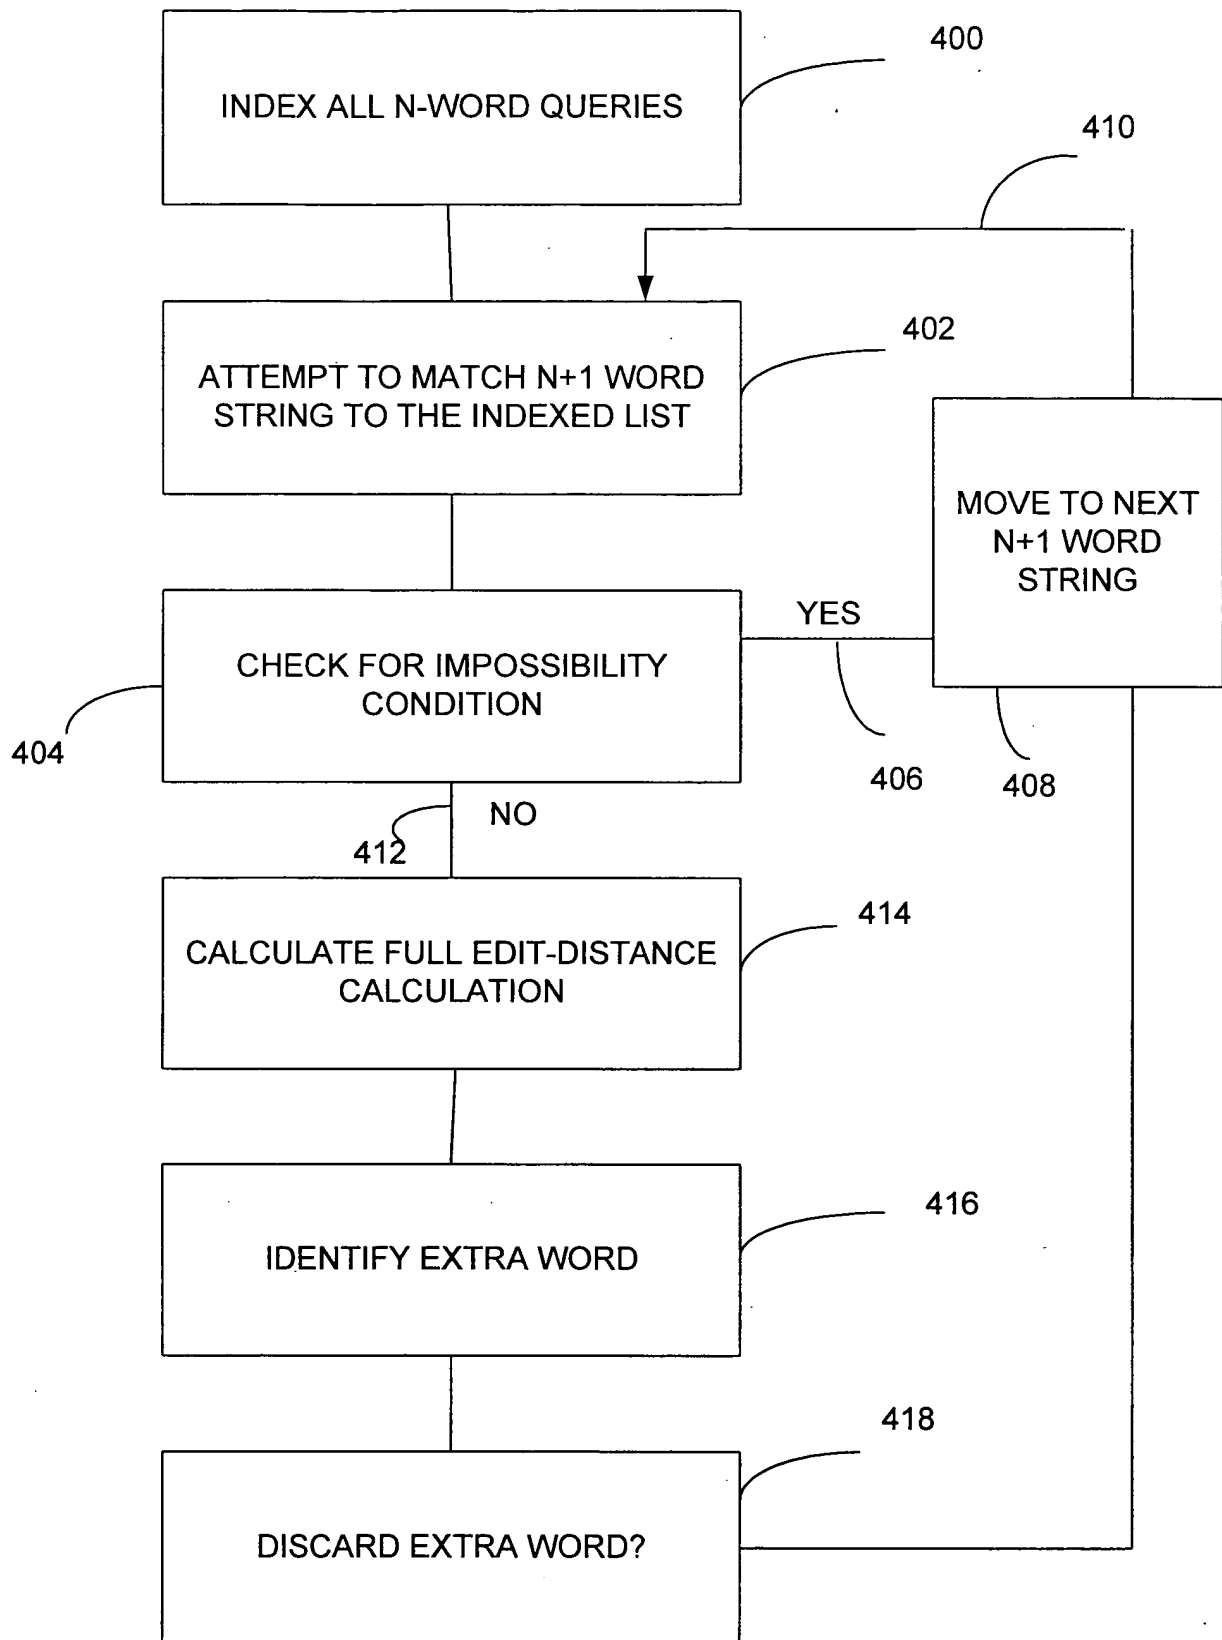 INDEX ALL N-WORD QUERIES
400
410
ATTEMPT TO MATCH N+1 WORD
STRING TO THE INDEXED LIST
402
MOVE TO NEXT
N+1 WORD
STRING
CHECK FOR IMPOSSIBILITY
CONDITION
YES
404
406
408
NO
412
CALCULATE FULL EDIT-DISTANCE
CALCULATION
414
IDENTIFY EXTRA WORD
416
DISCARD EXTRA WORD?
418